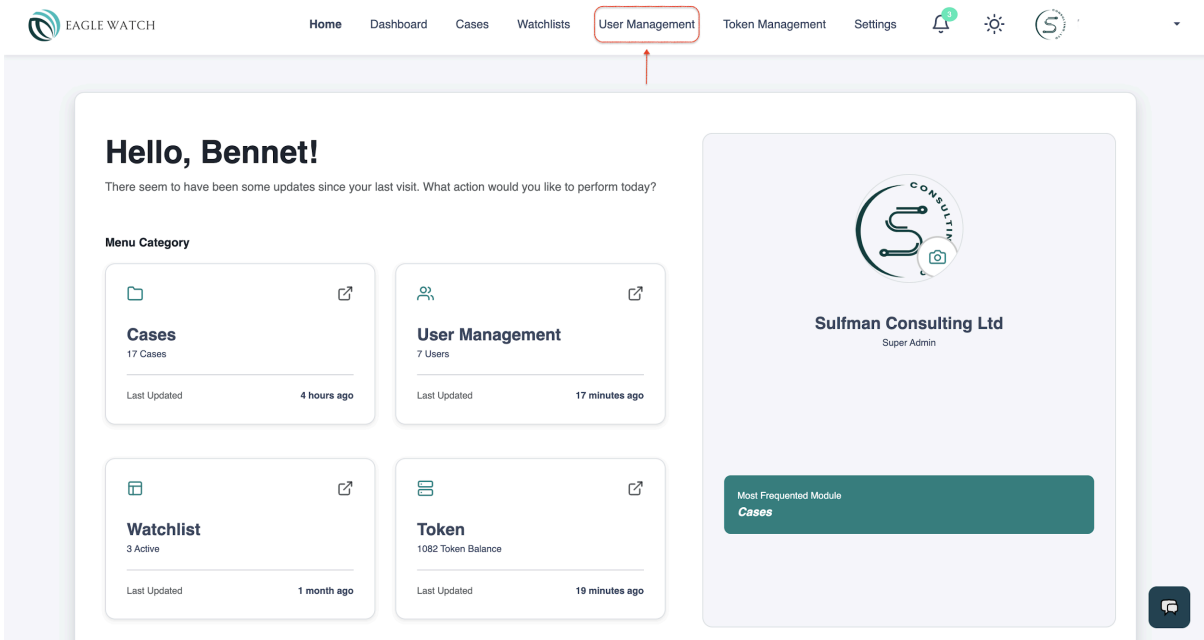 EAGLE WATCH
Home Dashboard Cases Watchlists User Management Token Management Settings 3
Hello, Bennet!
There seem to have been some updates since your last visit. What action would you like to perform today?
Menu Category
Cases
17 Cases
Last Updated 4 hours ago
User Management
7 Users
Last Updated 17 minutes ago
Watchlist
3 Active
Last Updated 1 month ago
Token
1082 Token Balance
Last Updated 19 minutes ago
Sulfman Consulting Ltd
Super Admin
Most Frequented Module
Cases